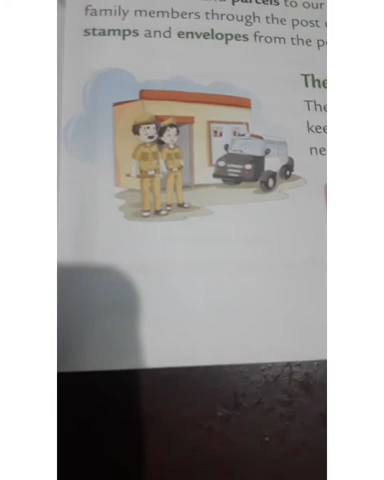 parcels to our
family members through the post
stamps and envelopes from the p
The
The
kee
ne